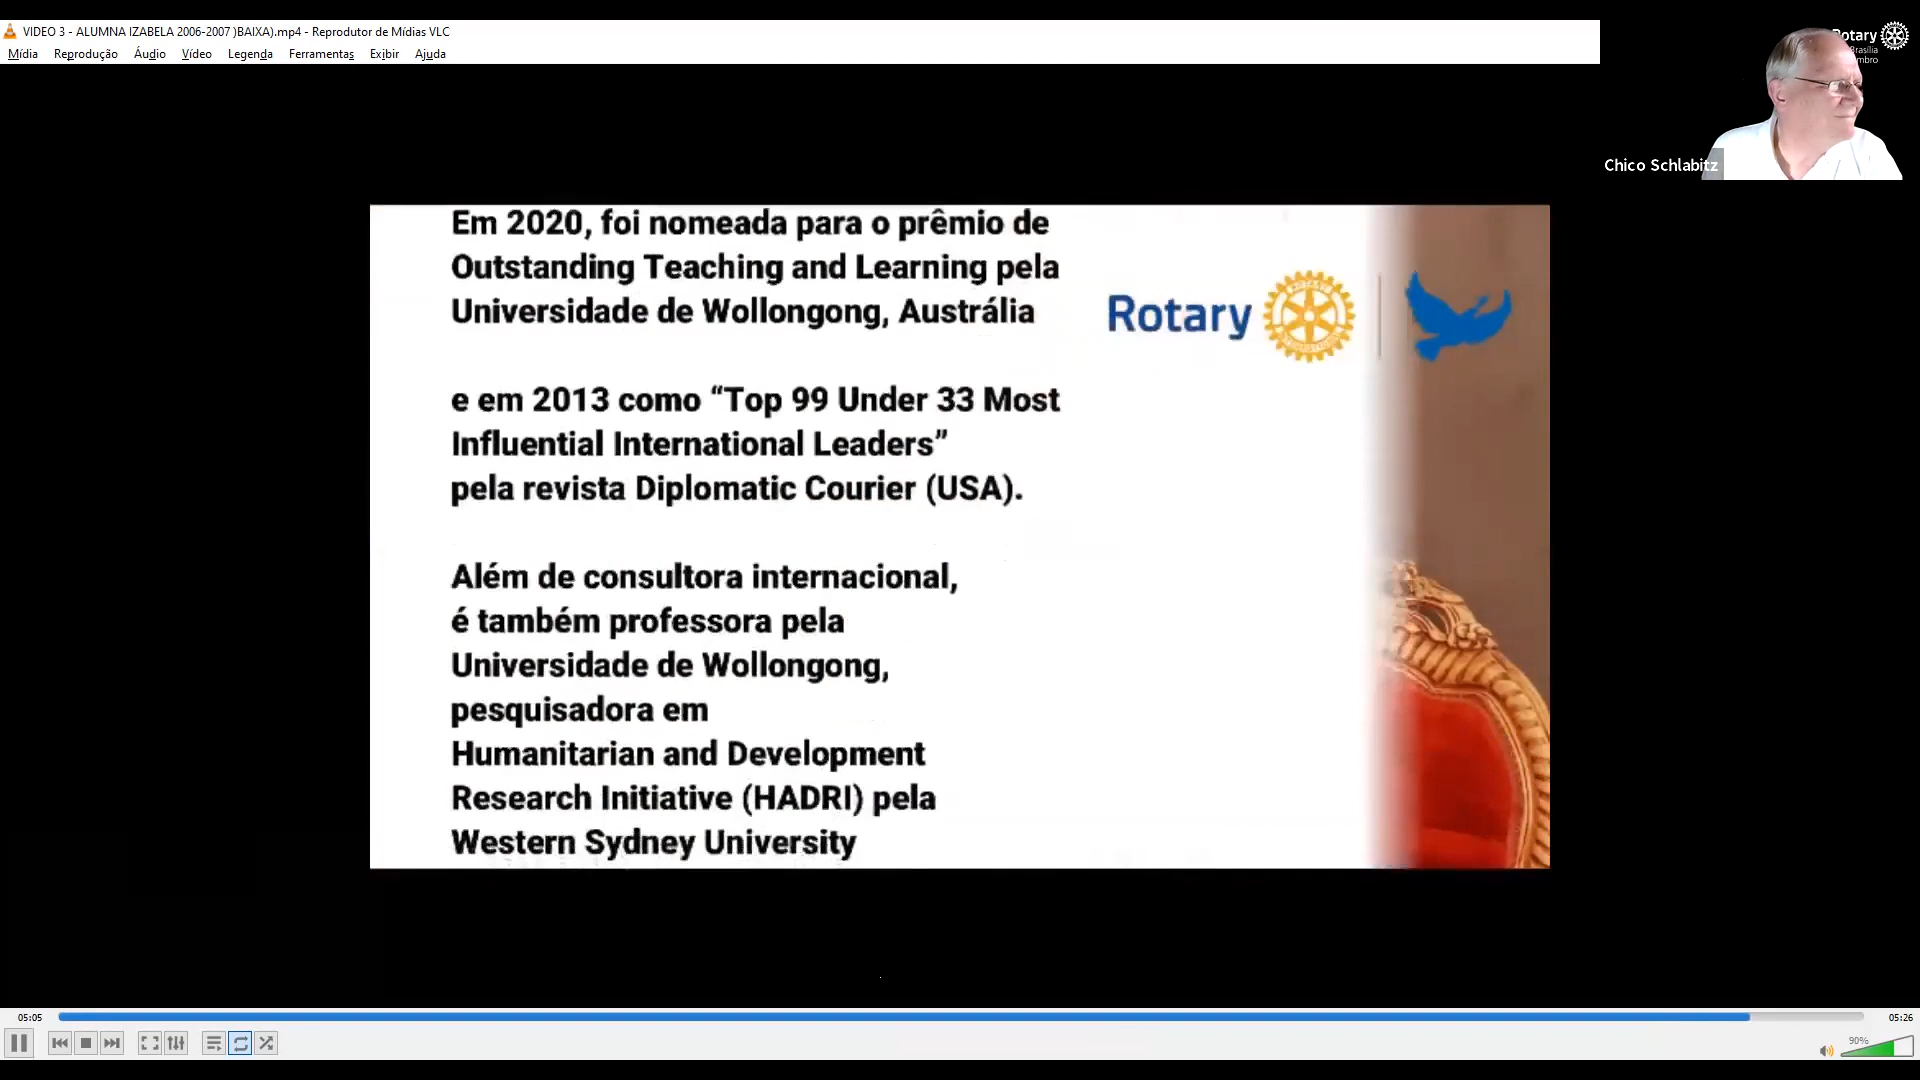 VIDEO 3 - ALUMNA IZABELA 2006-2007 )BAIXA).mp4 - Reprodutor de Mídias VLC
Mídia Reprodução Áudio Vídeo Legenda Ferramentas Exibir Ajuda
Rotary
Brasília
Chico Schlabitz
Em 2020, foi nomeada para o prêmio de
Outstanding Teaching and Learning pela
Universidade de Wollongong, Austrália
Rotary
e em 2013 como “Top 99 Under 33 Most
Influential International Leaders”
pela revista Diplomatic Courier (USA).
Além de consultora internacional,
é também professora pela
Universidade de Wollongong,
pesquisadora em
Humanitarian and Development
Research Initiative (HADRI) pela
Western Sydney University
05:05
05:26
90%